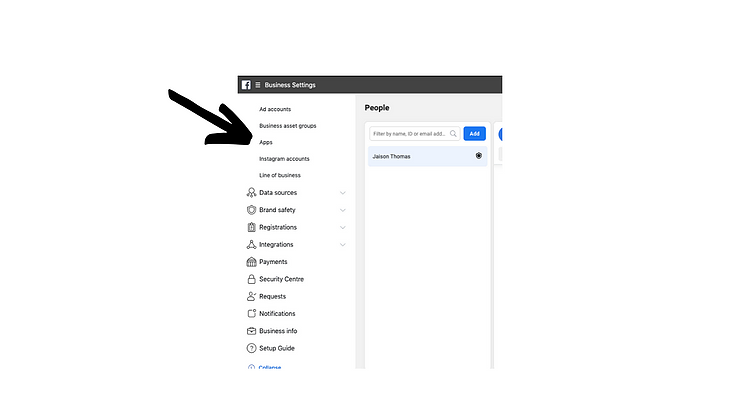 Business Settings
Ad accounts
Business asset groups
Apps
Instagram accounts
Line of business
Data sources
Brand safety
Registrations
Integrations
Payments
Security Centre
Requests
Notifications
Business info
Setup Guide
Collapse
People
Filter by name, ID or email add...
Add
Jaison Thomas